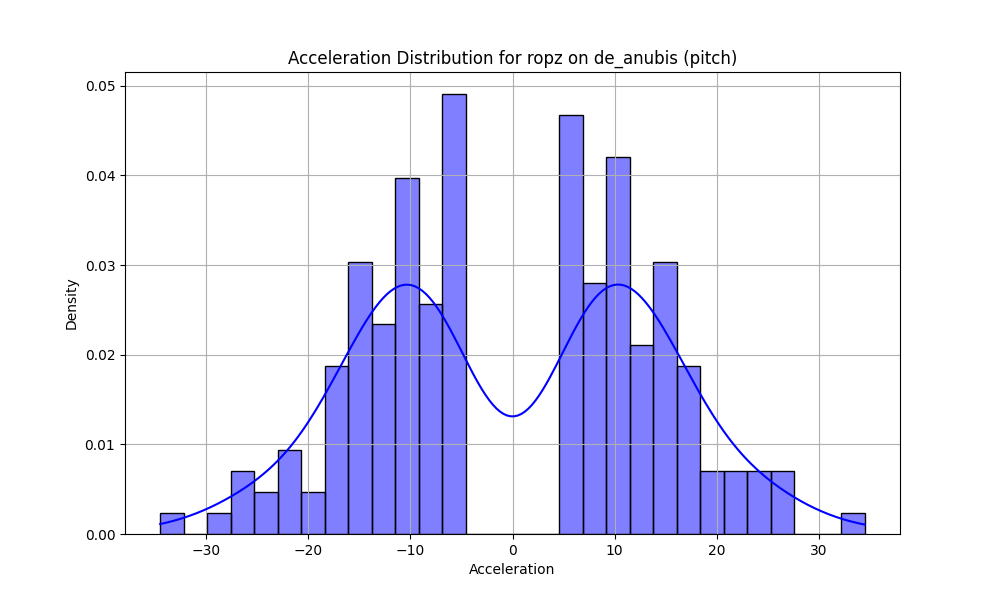 Acceleration Distribution for ropz on de_anubis (pitch)
0.05
0.04
0.03
0.02
0.01
0.00
Density
−30 −20 −10 0 10 20 30
Acceleration